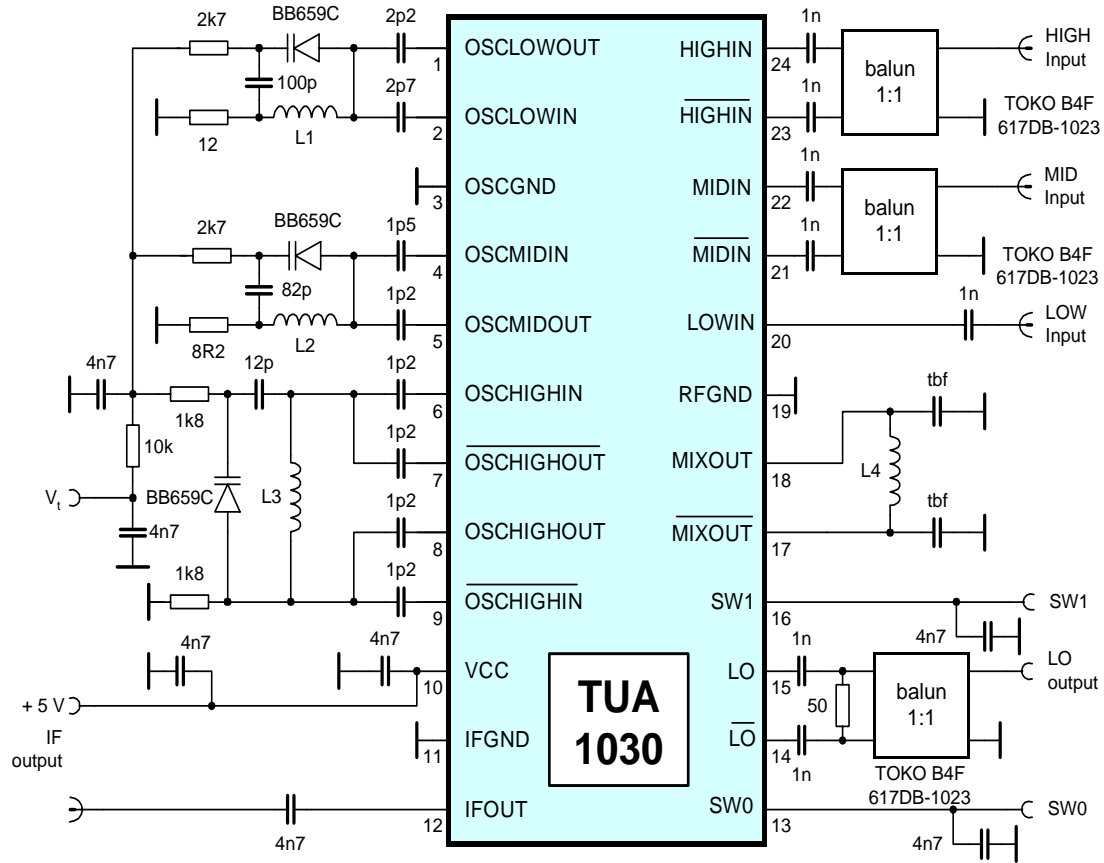 2k7
BB659C
2p2
1
OSCLOWOUT
100p
2p7
12
L1
2
OSCLOWIN
3
OSCGND
2k7
BB659C
1p5
4
OSCMIDIN
82p
1p2
8R2
L2
5
OSCMIDOUT
4n7
1k8
12p
1p2
6
OSCHIGHIN
10k
1p2
7
OSCHIGHOUT
Vt
BB659C
L3
4n7
1p2
8
OSCHIGHOUT
1k8
1p2
9
OSCHIGHIN
4n7
4n7
10
VCC
+ 5 V
11
IFGND
IF
output
4n7
12
IFOUT
TUA
1030
HIGHIN
24
1n
balun
1:1
HIGH
Input
HIGHIN
23
1n
TOKO B4F
617DB-1023
MIDIN
22
1n
balun
1:1
MID
Input
MIDIN
21
1n
TOKO B4F
617DB-1023
LOWIN
20
1n
LOW
Input
RFGND
19
tbf
MIXOUT
18
L4
MIXOUT
17
tbf
SW1
16
4n7
SW1
LO
15
1n
50
balun
1:1
LO
output
LO
14
1n
TOKO B4F
617DB-1023
SW0
13
4n7
SW0